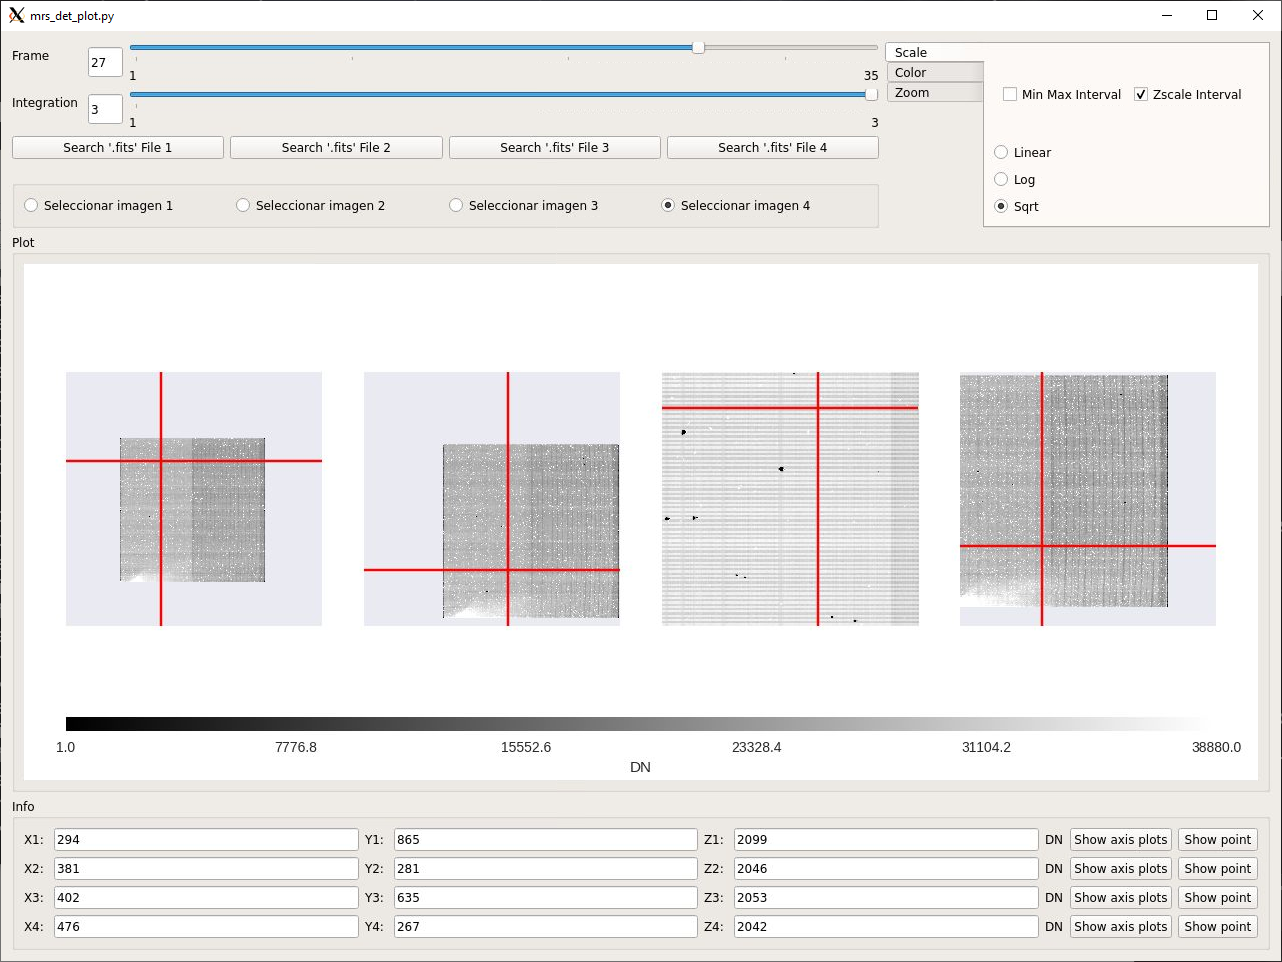 mrs_det_plot.py
Frame
27
1
35
Integration
3
1
3
Search '.fits' File 1
Search '.fits' File 2
Search '.fits' File 3
Search '.fits' File 4
Seleccionar imagen 1
Seleccionar imagen 2
Seleccionar imagen 3
Seleccionar imagen 4
Scale
Color
Zoom
Min Max Interval
Zscale Interval
Linear
Log
Sqrt
Plot
1.0 7776.8 15552.6 23328.4 31104.2 38880.0
DN
Info
X1: 294 Y1: 865 Z1: 2099 DN Show axis plots Show point
X2: 381 Y2: 281 Z2: 2046 DN Show axis plots Show point
X3: 402 Y3: 635 Z3: 2053 DN Show axis plots Show point
X4: 476 Y4: 267 Z4: 2042 DN Show axis plots Show point